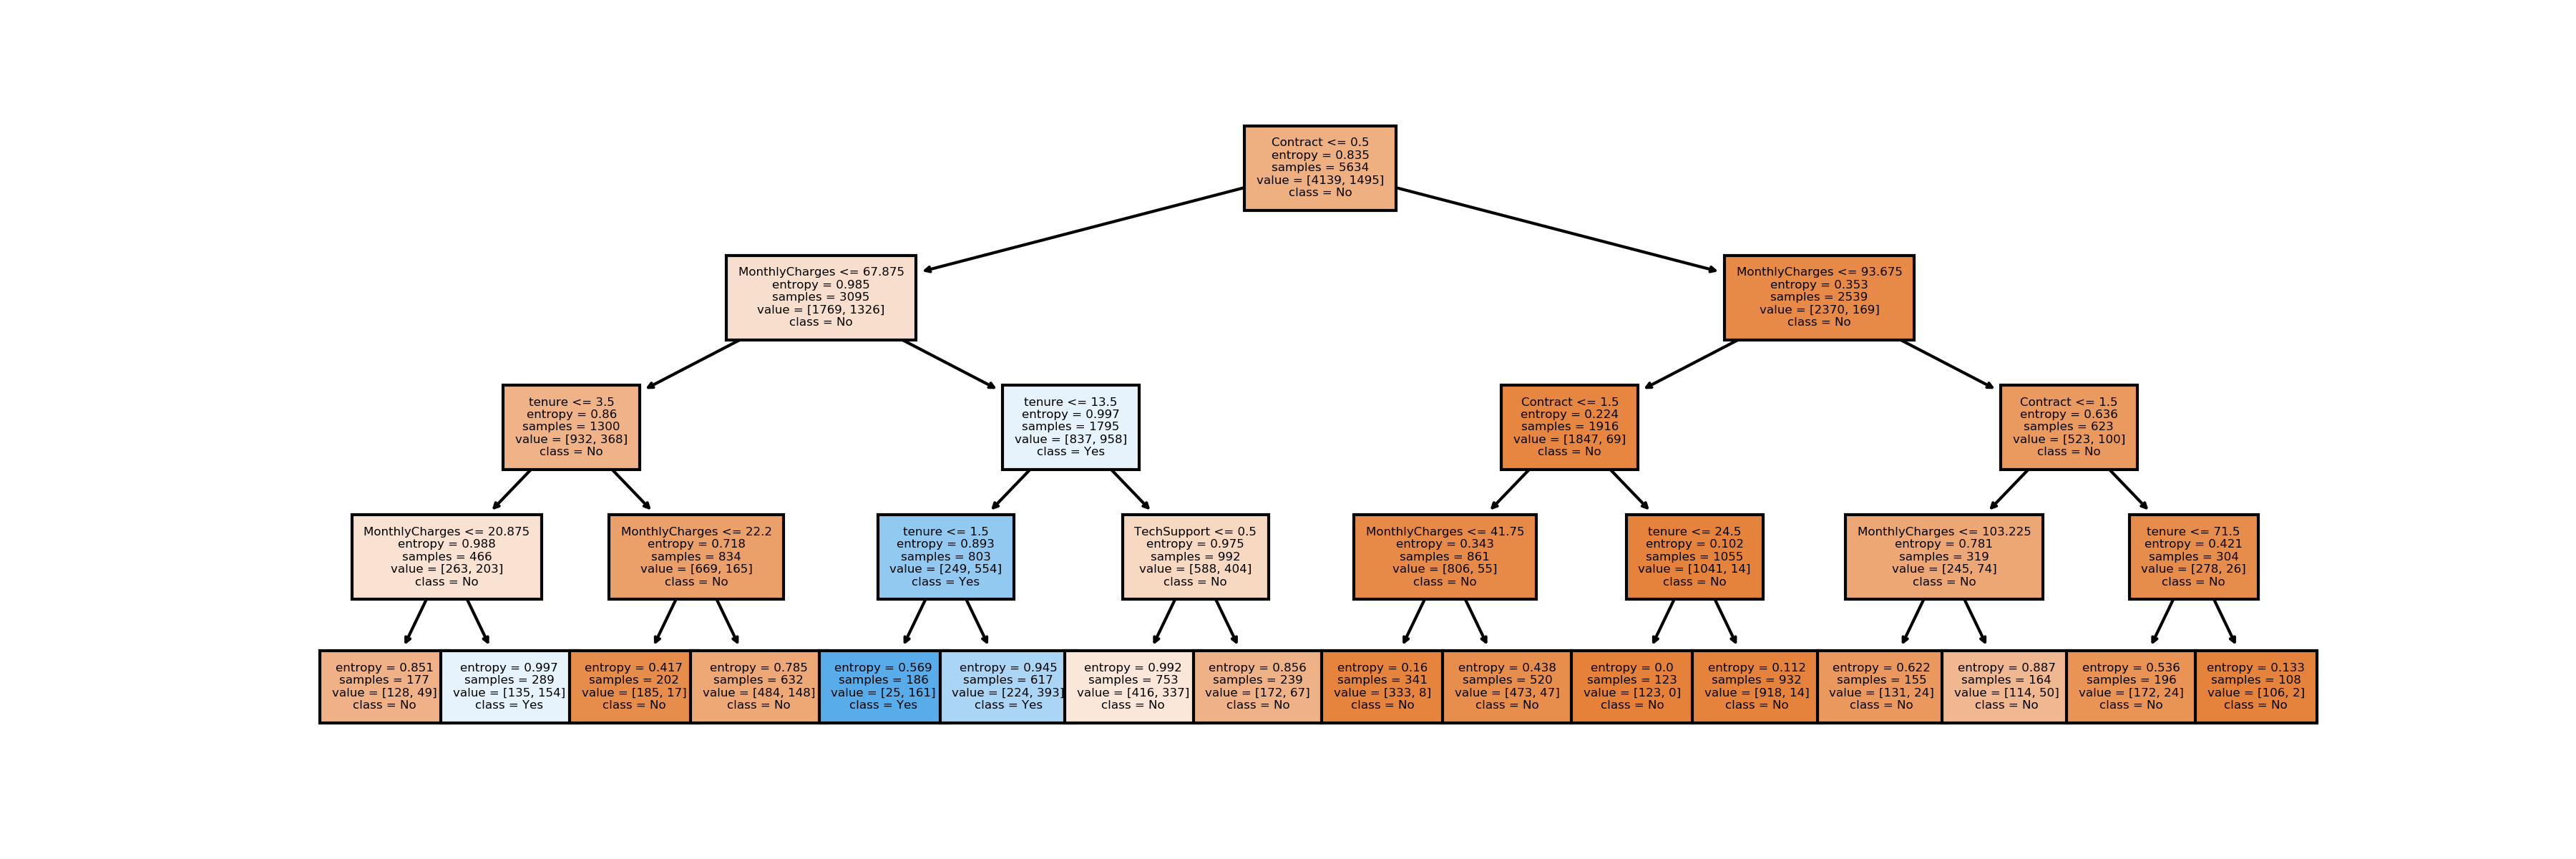 Contract <= 0.5
entropy = 0.835
samples = 5634
value = [4139, 1495]
class = No
MonthlyCharges <= 67.875
entropy = 0.985
samples = 3095
value = [1769, 1326]
class = No
MonthlyCharges <= 93.675
entropy = 0.353
samples = 2539
value = [2370, 169]
class = No
tenure <= 3.5
entropy = 0.86
samples = 1300
value = [932, 368]
class = No
tenure <= 13.5
entropy = 0.997
samples = 1795
value = [837, 958]
class = Yes
Contract <= 1.5
entropy = 0.224
samples = 1916
value = [1847, 69]
class = No
Contract <= 1.5
entropy = 0.636
samples = 623
value = [523, 100]
class = No
MonthlyCharges <= 20.875
entropy = 0.988
samples = 466
value = [263, 203]
class = No
MonthlyCharges <= 22.2
entropy = 0.718
samples = 834
value = [669, 165]
class = No
tenure <= 1.5
entropy = 0.893
samples = 803
value = [249, 554]
class = Yes
TechSupport <= 0.5
entropy = 0.975
samples = 992
value = [588, 404]
class = No
MonthlyCharges <= 41.75
entropy = 0.343
samples = 861
value = [806, 55]
class = No
tenure <= 24.5
entropy = 0.102
samples = 1055
value = [1041, 14]
class = No
MonthlyCharges <= 103.225
entropy = 0.781
samples = 319
value = [245, 74]
class = No
tenure <= 71.5
entropy = 0.421
samples = 304
value = [278, 26]
class = No
entropy = 0.851
samples = 177
value = [128, 49]
class = No
entropy = 0.997
samples = 289
value = [135, 154]
class = Yes
entropy = 0.417
samples = 202
value = [185, 17]
class = No
entropy = 0.785
samples = 632
value = [484, 148]
class = No
entropy = 0.569
samples = 186
value = [25, 161]
class = Yes
entropy = 0.945
samples = 617
value = [224, 393]
class = Yes
entropy = 0.992
samples = 753
value = [416, 337]
class = No
entropy = 0.856
samples = 239
value = [172, 67]
class = No
entropy = 0.16
samples = 341
value = [333, 8]
class = No
entropy = 0.438
samples = 520
value = [473, 47]
class = No
entropy = 0.0
samples = 123
value = [123, 0]
class = No
entropy = 0.112
samples = 932
value = [918, 14]
class = No
entropy = 0.622
samples = 155
value = [131, 24]
class = No
entropy = 0.887
samples = 164
value = [114, 50]
class = No
entropy = 0.536
samples = 196
value = [172, 24]
class = No
entropy = 0.133
samples = 108
value = [106, 2]
class = No